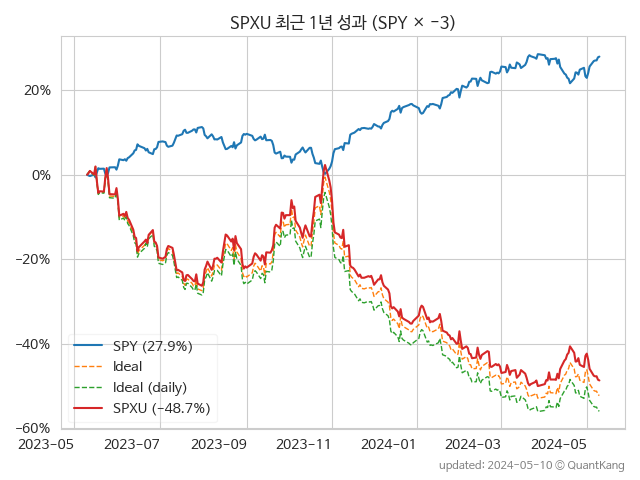 SPXU 최근 1년 성과 (SPY × −3)
20%
0%
−20%
−40%
−60%
SPY (27.9%)
Ideal
Ideal (daily)
SPXU (−48.7%)
2023-05
2023-07
2023-09
2023-11
2024-01
2024-03
2024-05
updated: 2024-05-10 © QuantKang